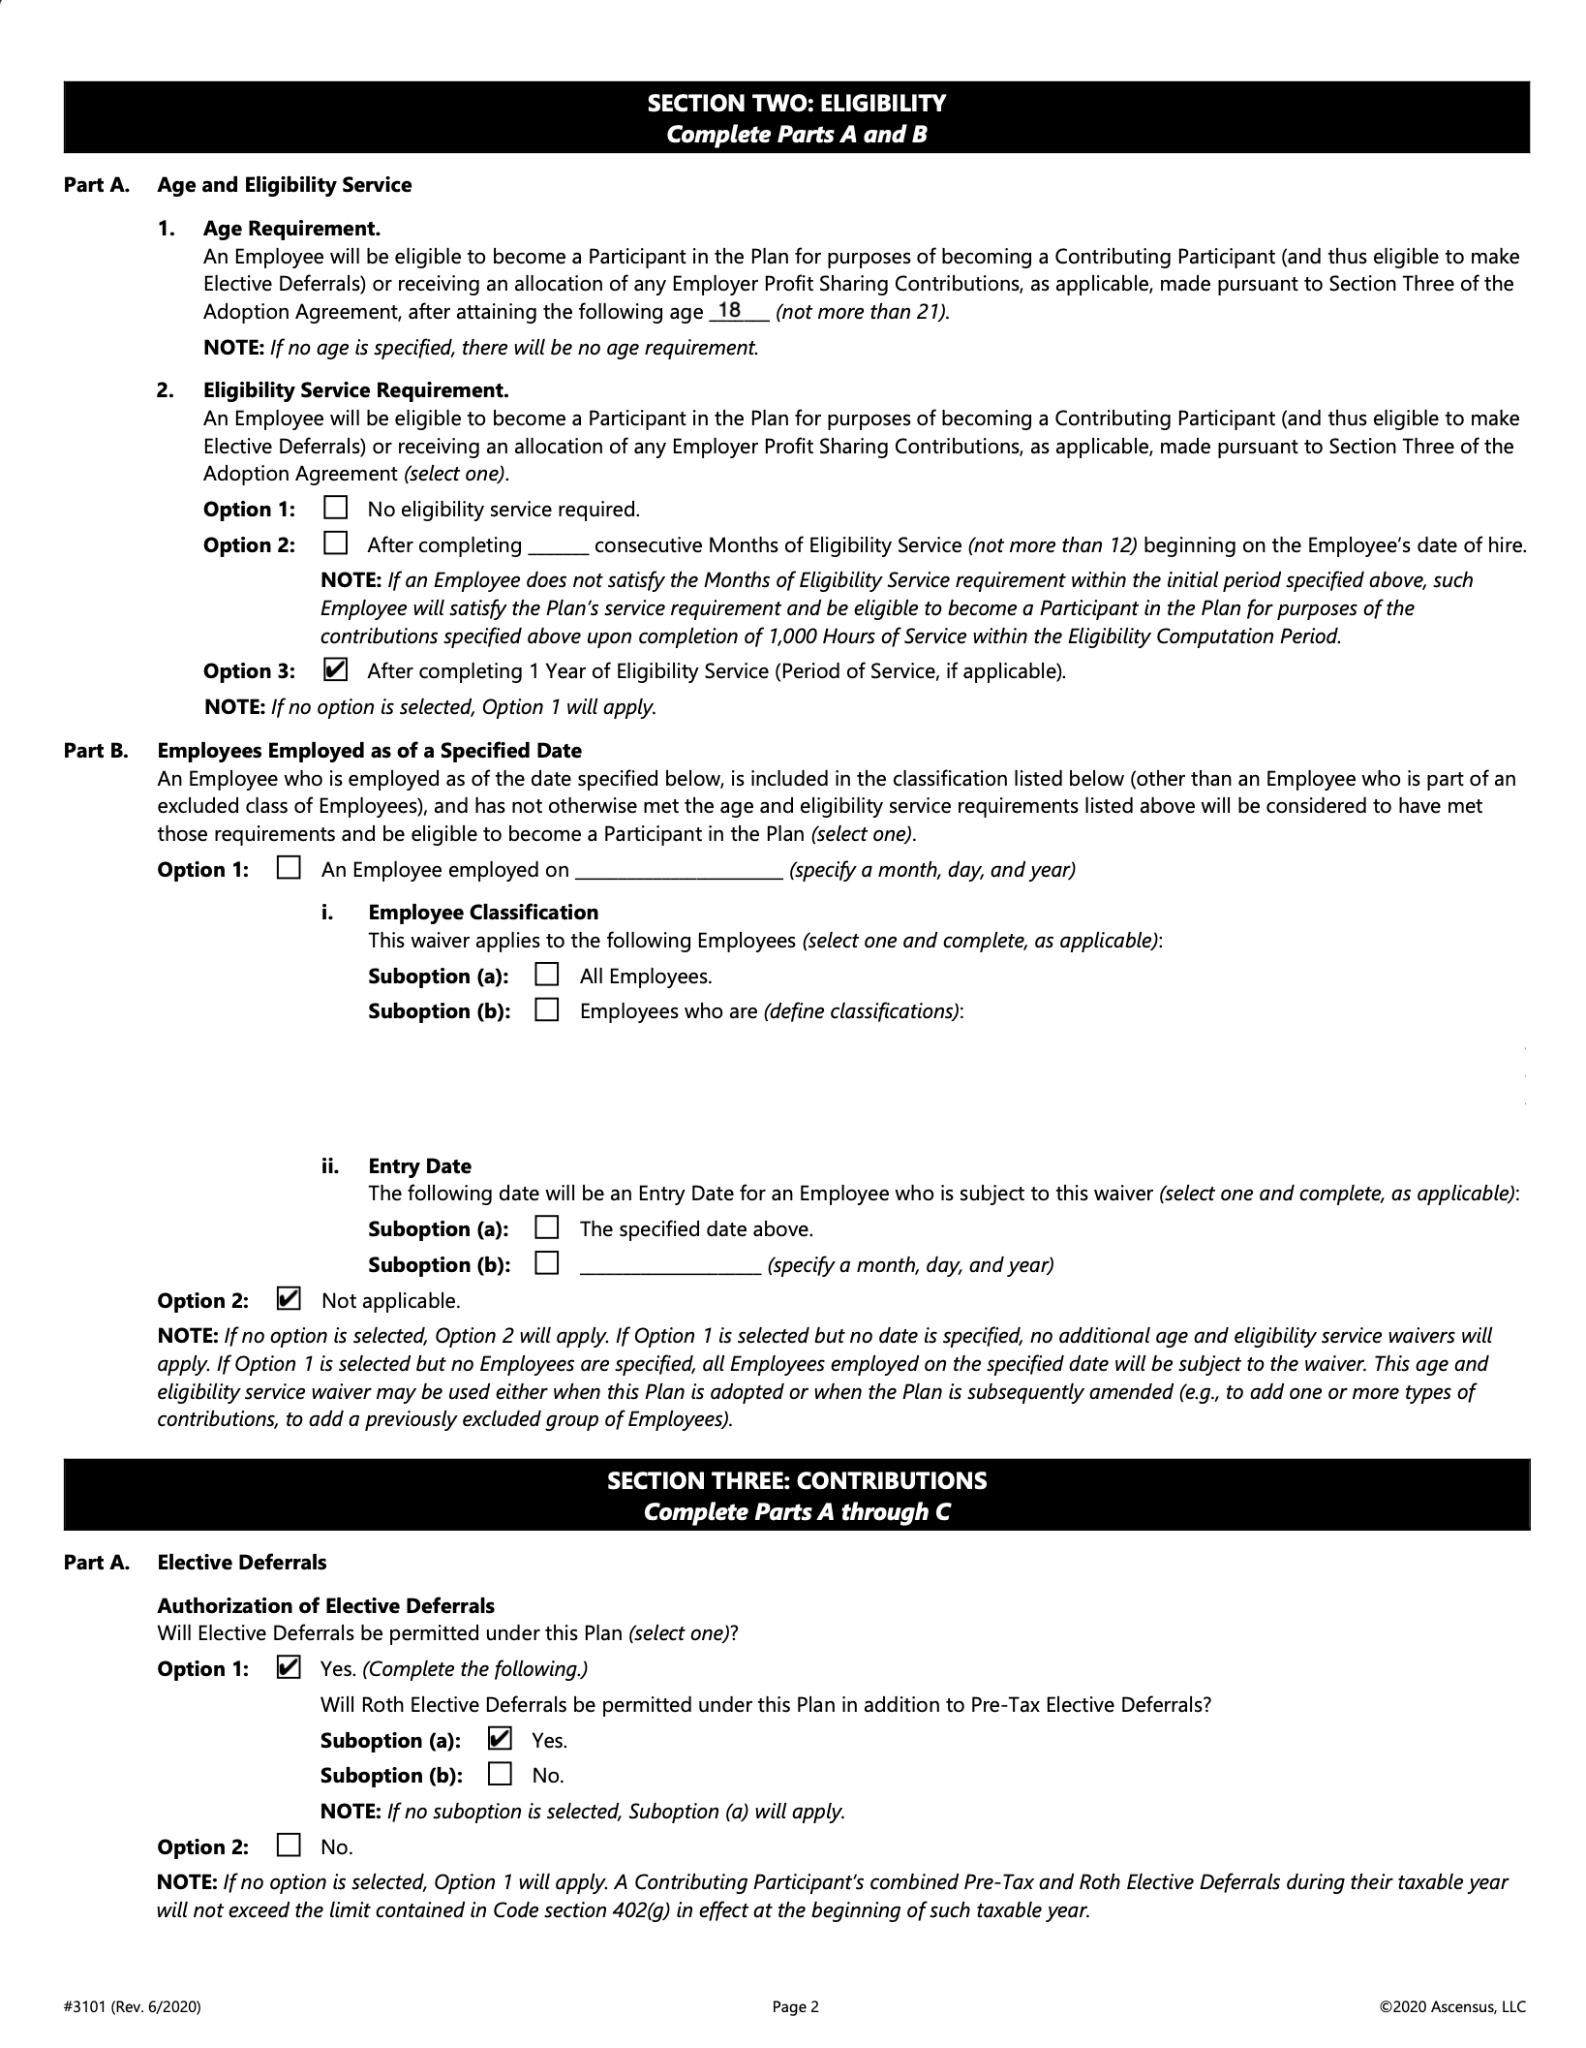 SECTION TWO: ELIGIBILITY
Complete Parts A and B
Part A. Age and Eligibility Service
1. Age Requirement.
An Employee will be eligible to become a Participant in the Plan for purposes of becoming a Contributing Participant (and thus eligible to make
Elective Deferrals) or receiving an allocation of any Employer Profit Sharing Contributions, as applicable, made pursuant to Section Three of the
Adoption Agreement, after attaining the following age 18 (not more than 21).
NOTE: If no age is specified, there will be no age requirement.
2. Eligibility Service Requirement.
An Employee will be eligible to become a Participant in the Plan for purposes of becoming a Contributing Participant (and thus eligible to make
Elective Deferrals) or receiving an allocation of any Employer Profit Sharing Contributions, as applicable, made pursuant to Section Three of the
Adoption Agreement (select one).
Option 1: ☐ No eligibility service required.
Option 2: ☐ After completing ______ consecutive Months of Eligibility Service (not more than 12) beginning on the Employee’s date of hire.
NOTE: If an Employee does not satisfy the Months of Eligibility Service requirement within the initial period specified above, such
Employee will satisfy the Plan’s service requirement and be eligible to become a Participant in the Plan for purposes of the
contributions specified above upon completion of 1,000 Hours of Service within the Eligibility Computation Period.
Option 3: ☑ After completing 1 Year of Eligibility Service (Period of Service, if applicable).
NOTE: If no option is selected, Option 1 will apply.
Part B. Employees Employed as of a Specified Date
An Employee who is employed as of the date specified below, is included in the classification listed below (other than an Employee who is part of an
excluded class of Employees), and has not otherwise met the age and eligibility service requirements listed above will be considered to have met
those requirements and be eligible to become a Participant in the Plan (select one).
Option 1: ☐ An Employee employed on ____________________ (specify a month, day, and year)
i. Employee Classification
This waiver applies to the following Employees (select one and complete, as applicable):
Suboption (a): ☐ All Employees.
Suboption (b): ☐ Employees who are (define classifications):
ii. Entry Date
The following date will be an Entry Date for an Employee who is subject to this waiver (select one and complete, as applicable):
Suboption (a): ☐ The specified date above.
Suboption (b): ☐ __________________ (specify a month, day, and year)
Option 2: ☑ Not applicable.
NOTE: If no option is selected, Option 2 will apply. If Option 1 is selected but no date is specified, no additional age and eligibility service waivers will
apply. If Option 1 is selected but no Employees are specified, all Employees employed on the specified date will be subject to the waiver. This age and
eligibility service waiver may be used either when this Plan is adopted or when the Plan is subsequently amended (e.g., to add one or more types of
contributions, to add a previously excluded group of Employees).
SECTION THREE: CONTRIBUTIONS
Complete Parts A through C
Part A. Elective Deferrals
Authorization of Elective Deferrals
Will Elective Deferrals be permitted under this Plan (select one)?
Option 1: ☑ Yes. (Complete the following.)
Will Roth Elective Deferrals be permitted under this Plan in addition to Pre-Tax Elective Deferrals?
Suboption (a): ☑ Yes.
Suboption (b): ☐ No.
NOTE: If no suboption is selected, Suboption (a) will apply.
Option 2: ☐ No.
NOTE: If no option is selected, Option 1 will apply. A Contributing Participant’s combined Pre-Tax and Roth Elective Deferrals during their taxable year
will not exceed the limit contained in Code section 402(g) in effect at the beginning of such taxable year.
#3101 (Rev. 6/2020) Page 2 ©2020 Ascensus, LLC